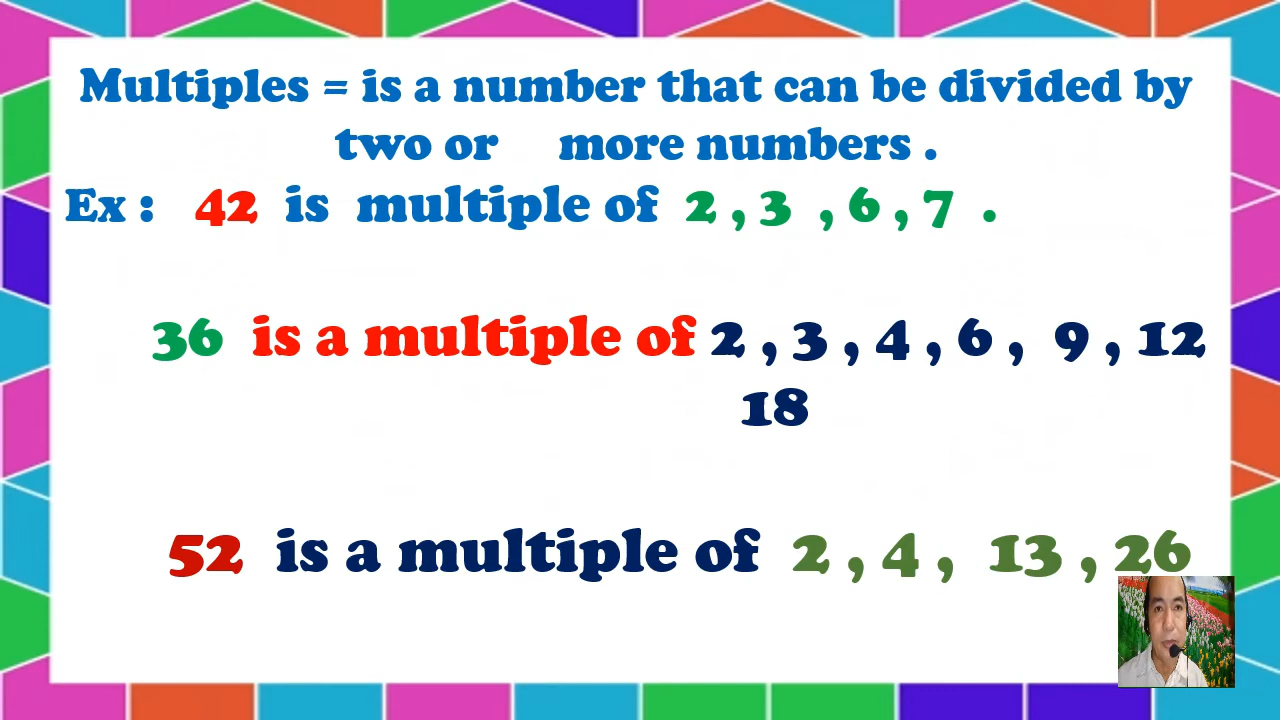 Multiples = is a number that can be divided by
two or more numbers .
Ex : 42 is multiple of 2 , 3 , 6 , 7 .
36 is a multiple of 2 , 3 , 4 , 6 , 9 , 12
18
52 is a multiple of 2 , 4 , 13 , 26